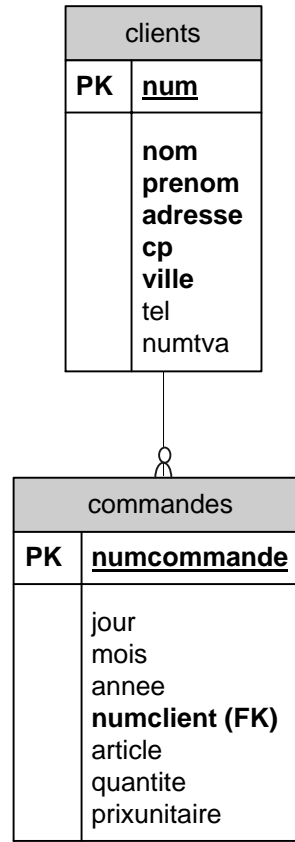 clients
PK num
nom
prenom
adresse
cp
ville
tel
numtva
commandes
PK numcommande
jour
mois
annee
numclient (FK)
article
quantite
prixunitaire